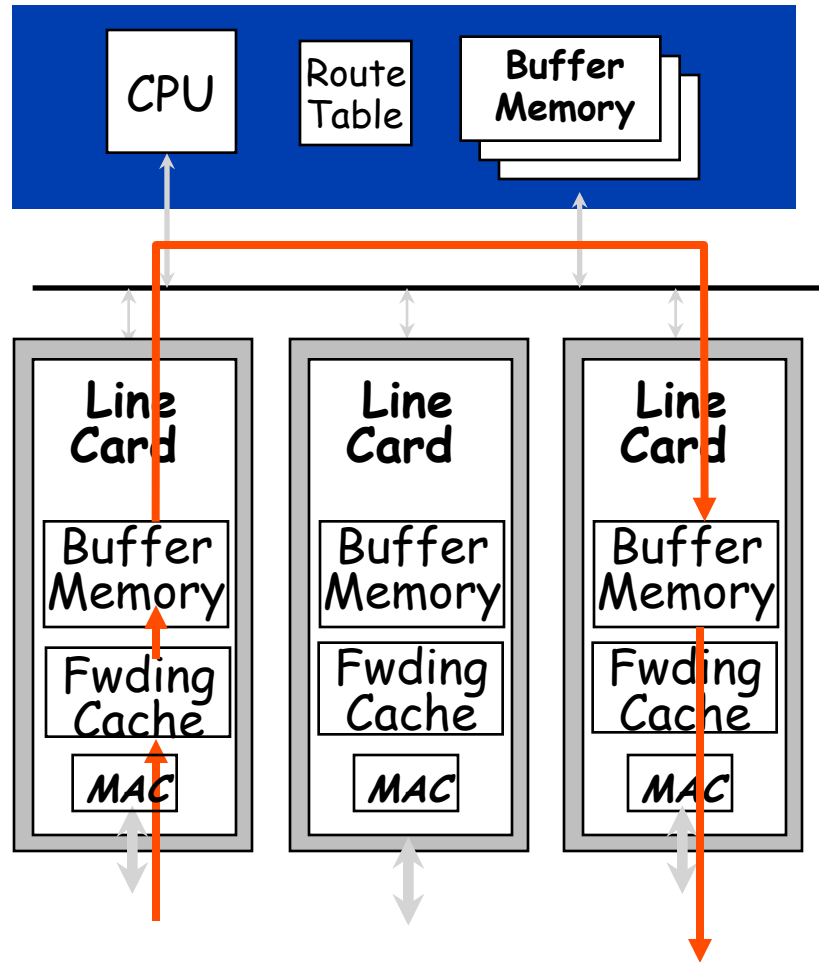 CPU
Route
Table
Buffer
Memory
Line
Card
Buffer
Memory
Fwding
Cache
MAC
Line
Card
Buffer
Memory
Fwding
Cache
MAC
Line
Card
Buffer
Memory
Fwding
Cache
MAC